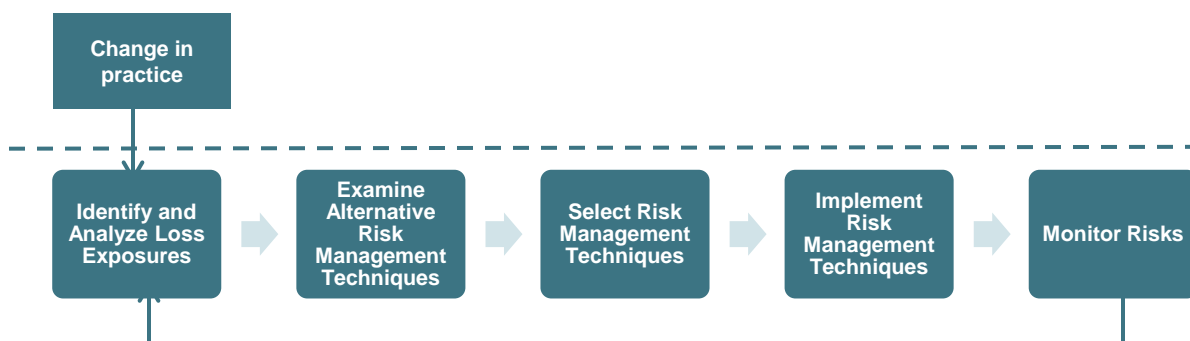 Change in
practice
Identify and
Analyze Loss
Exposures
Examine
Alternative
Risk
Management
Techniques
Select Risk
Management
Techniques
Implement
Risk
Management
Techniques
Monitor Risks